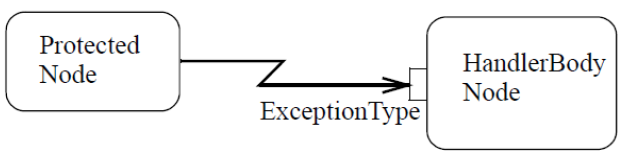 Protected
Node
HandlerBody
Node
ExceptionType